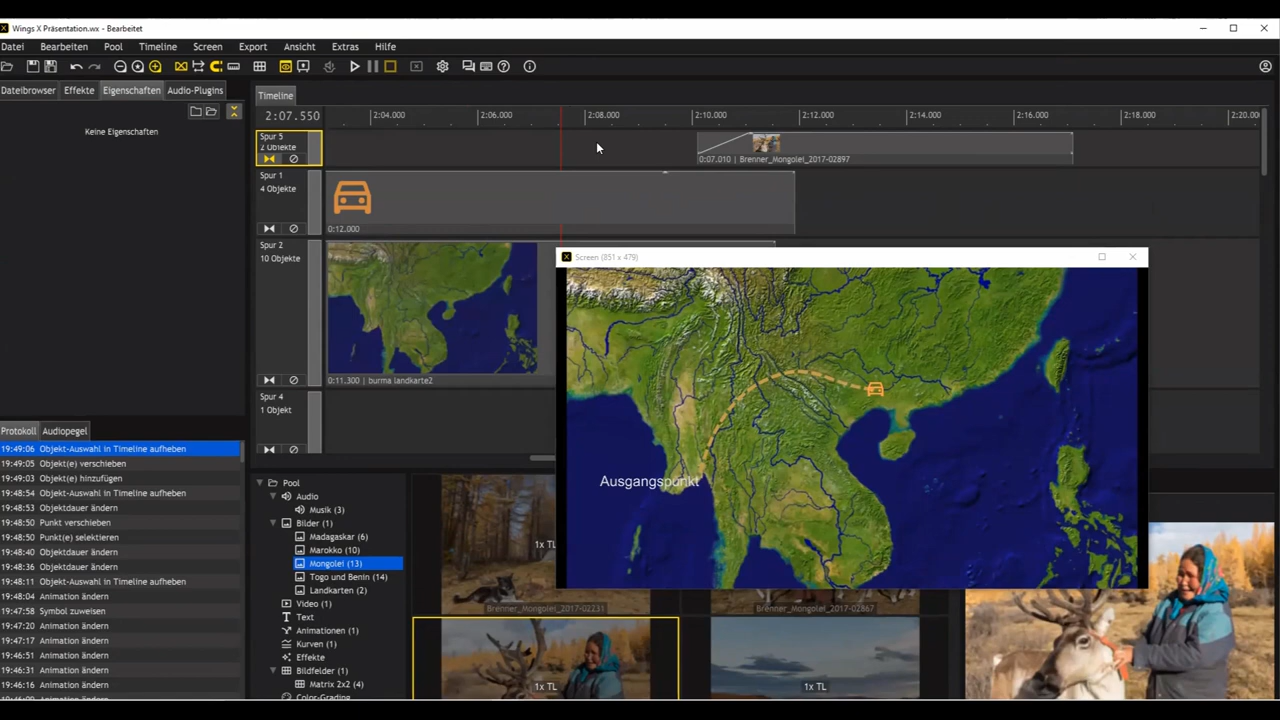 Wings X Präsentation.wx - Bearbeitet
Datei Bearbeiten Pool Timeline Screen Export Ansicht Extras Hilfe
Dateibrowser Effekte Eigenschaften Audio-Plugins
Keine Eigenschaften
Timeline
2:07.550
2:04.000 2:06.000 2:08.000 2:10.000 2:12.000 2:14.000 2:16.000 2:18.000 2:20.00
Spur 5
2 Objekte
0:07.010 | Brenner_Mongolei_2017-02897
Spur 1
4 Objekte
0:12.000
Spur 2
10 Objekte
0:11.300 | burma landkarte2
Spur 4
1 Objekt
Screen (851 x 479)
Ausgangspunkt
Protokoll Audiopegel
19:49:06 Objekt-Auswahl in Timeline aufheben
19:49:05 Objekt(e) verschieben
19:49:03 Objekt(e) hinzufügen
19:48:54 Objekt-Auswahl in Timeline aufheben
19:48:53 Objektdauer ändern
19:48:50 Punkt verschieben
19:48:50 Punkt(e) selektieren
19:48:40 Objektdauer ändern
19:48:36 Objektdauer ändern
19:48:11 Objekt-Auswahl in Timeline aufheben
19:48:04 Animation ändern
19:47:58 Symbol zuweisen
19:47:20 Animation ändern
19:47:17 Animation ändern
19:46:51 Animation ändern
19:46:31 Animation ändern
19:46:16 Animation ändern
Animation ändern
Pool
Audio
Musik (3)
Bilder (1)
Madagaskar (6)
Marokko (10)
Mongolei (13)
Togo und Benin (14)
Landkarten (2)
Video (1)
Text
Animationen (1)
Kurven (1)
Effekte
Bildfelder (1)
Matrix 2x2 (4)
Color-Grading
1x TL
Brenner_Mongolei_2017-02231
Brenner_Mongolei_2017-02867
1x TL
1x TL